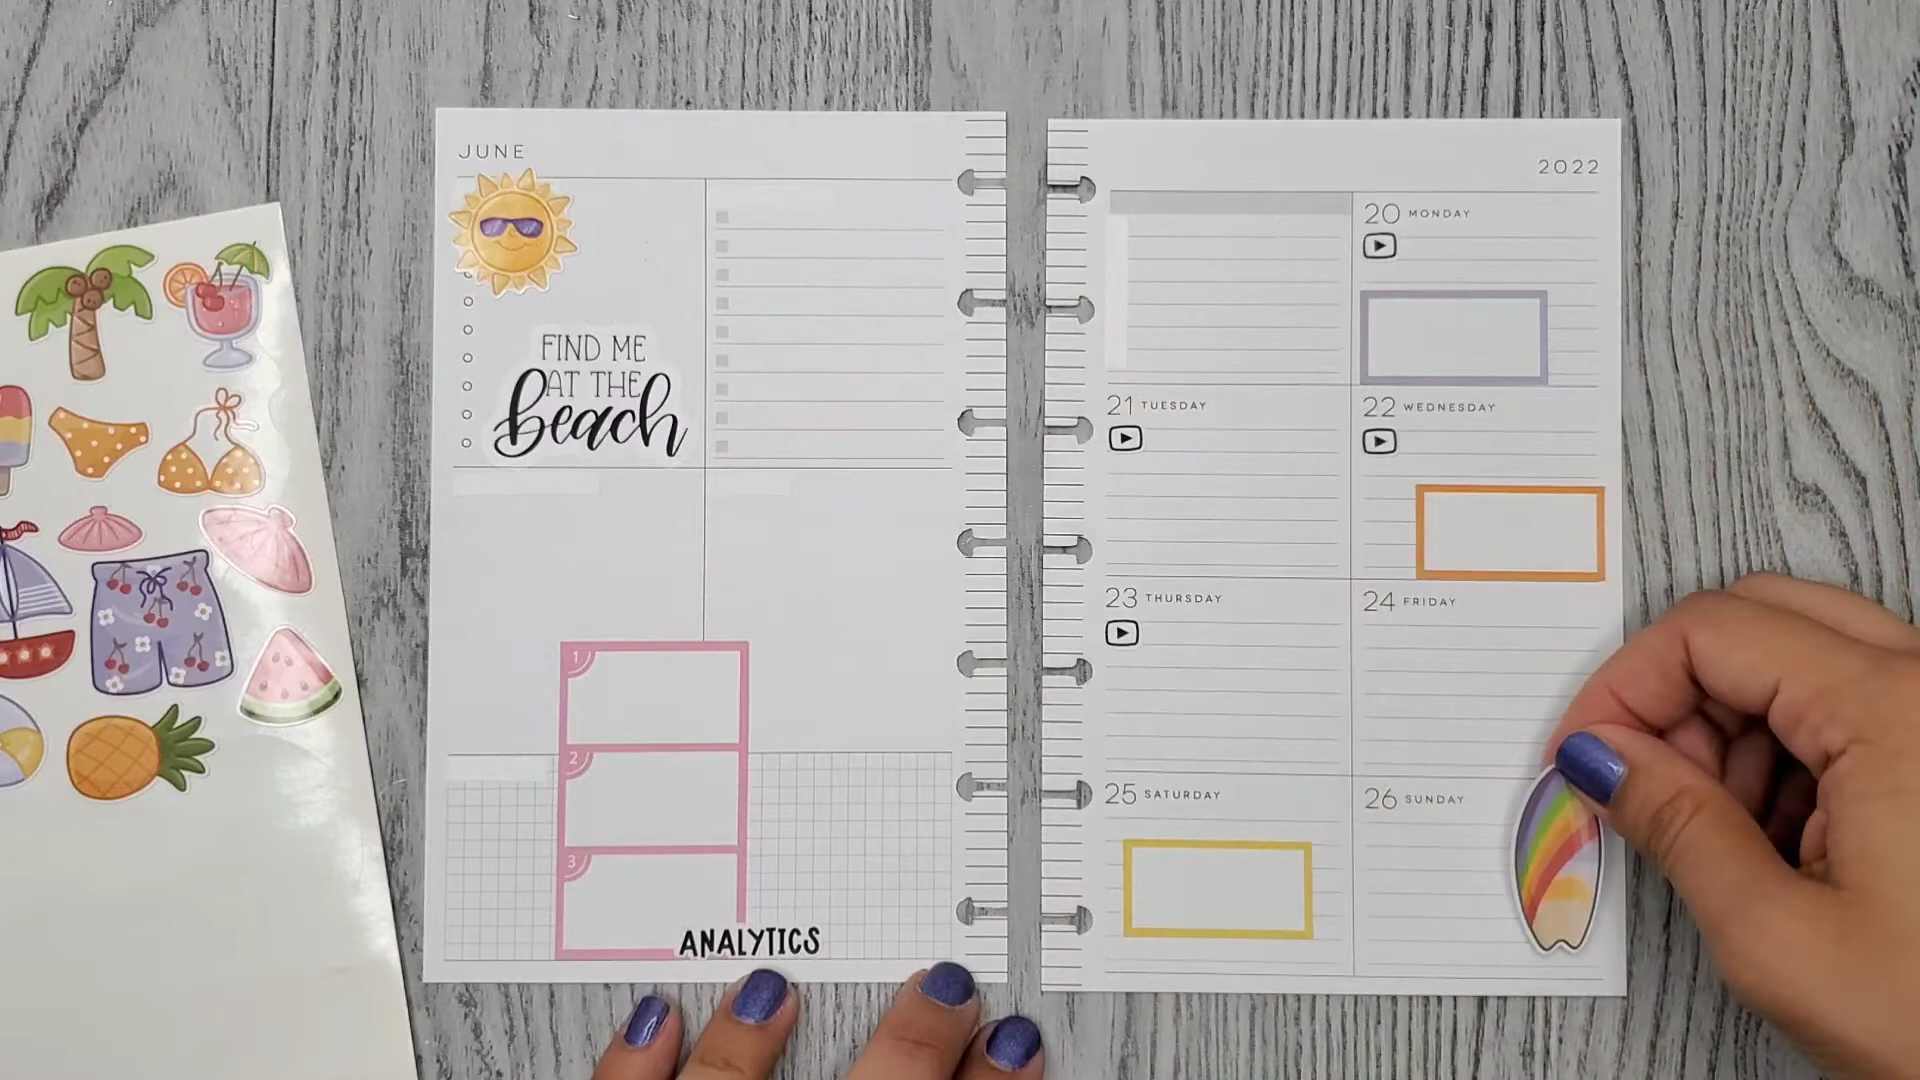 JUNE
FIND ME
AT THE
beach
1
2
3
ANALYTICS
2022
20 MONDAY
21 TUESDAY
22 WEDNESDAY
23 THURSDAY
24 FRIDAY
25 SATURDAY
26 SUNDAY